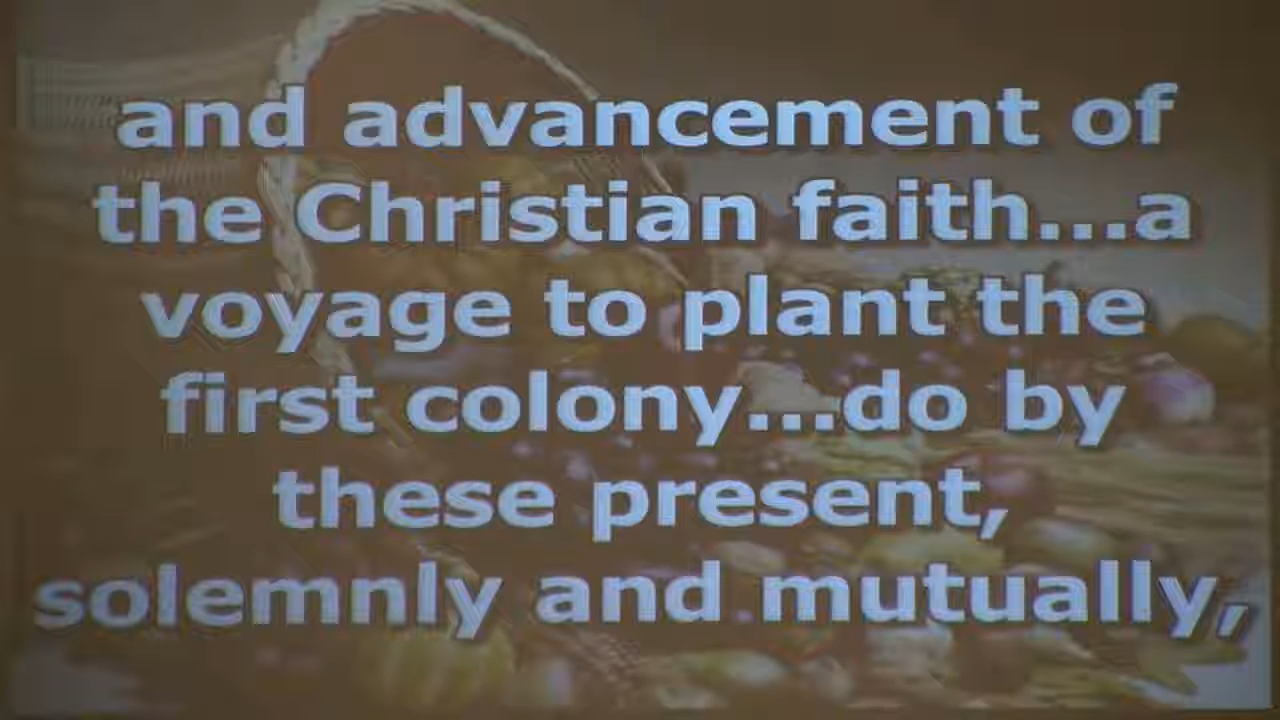 and advancement of
the Christian faith...a
voyage to plant the
first colony...do by
these present,
solemnly and mutually,